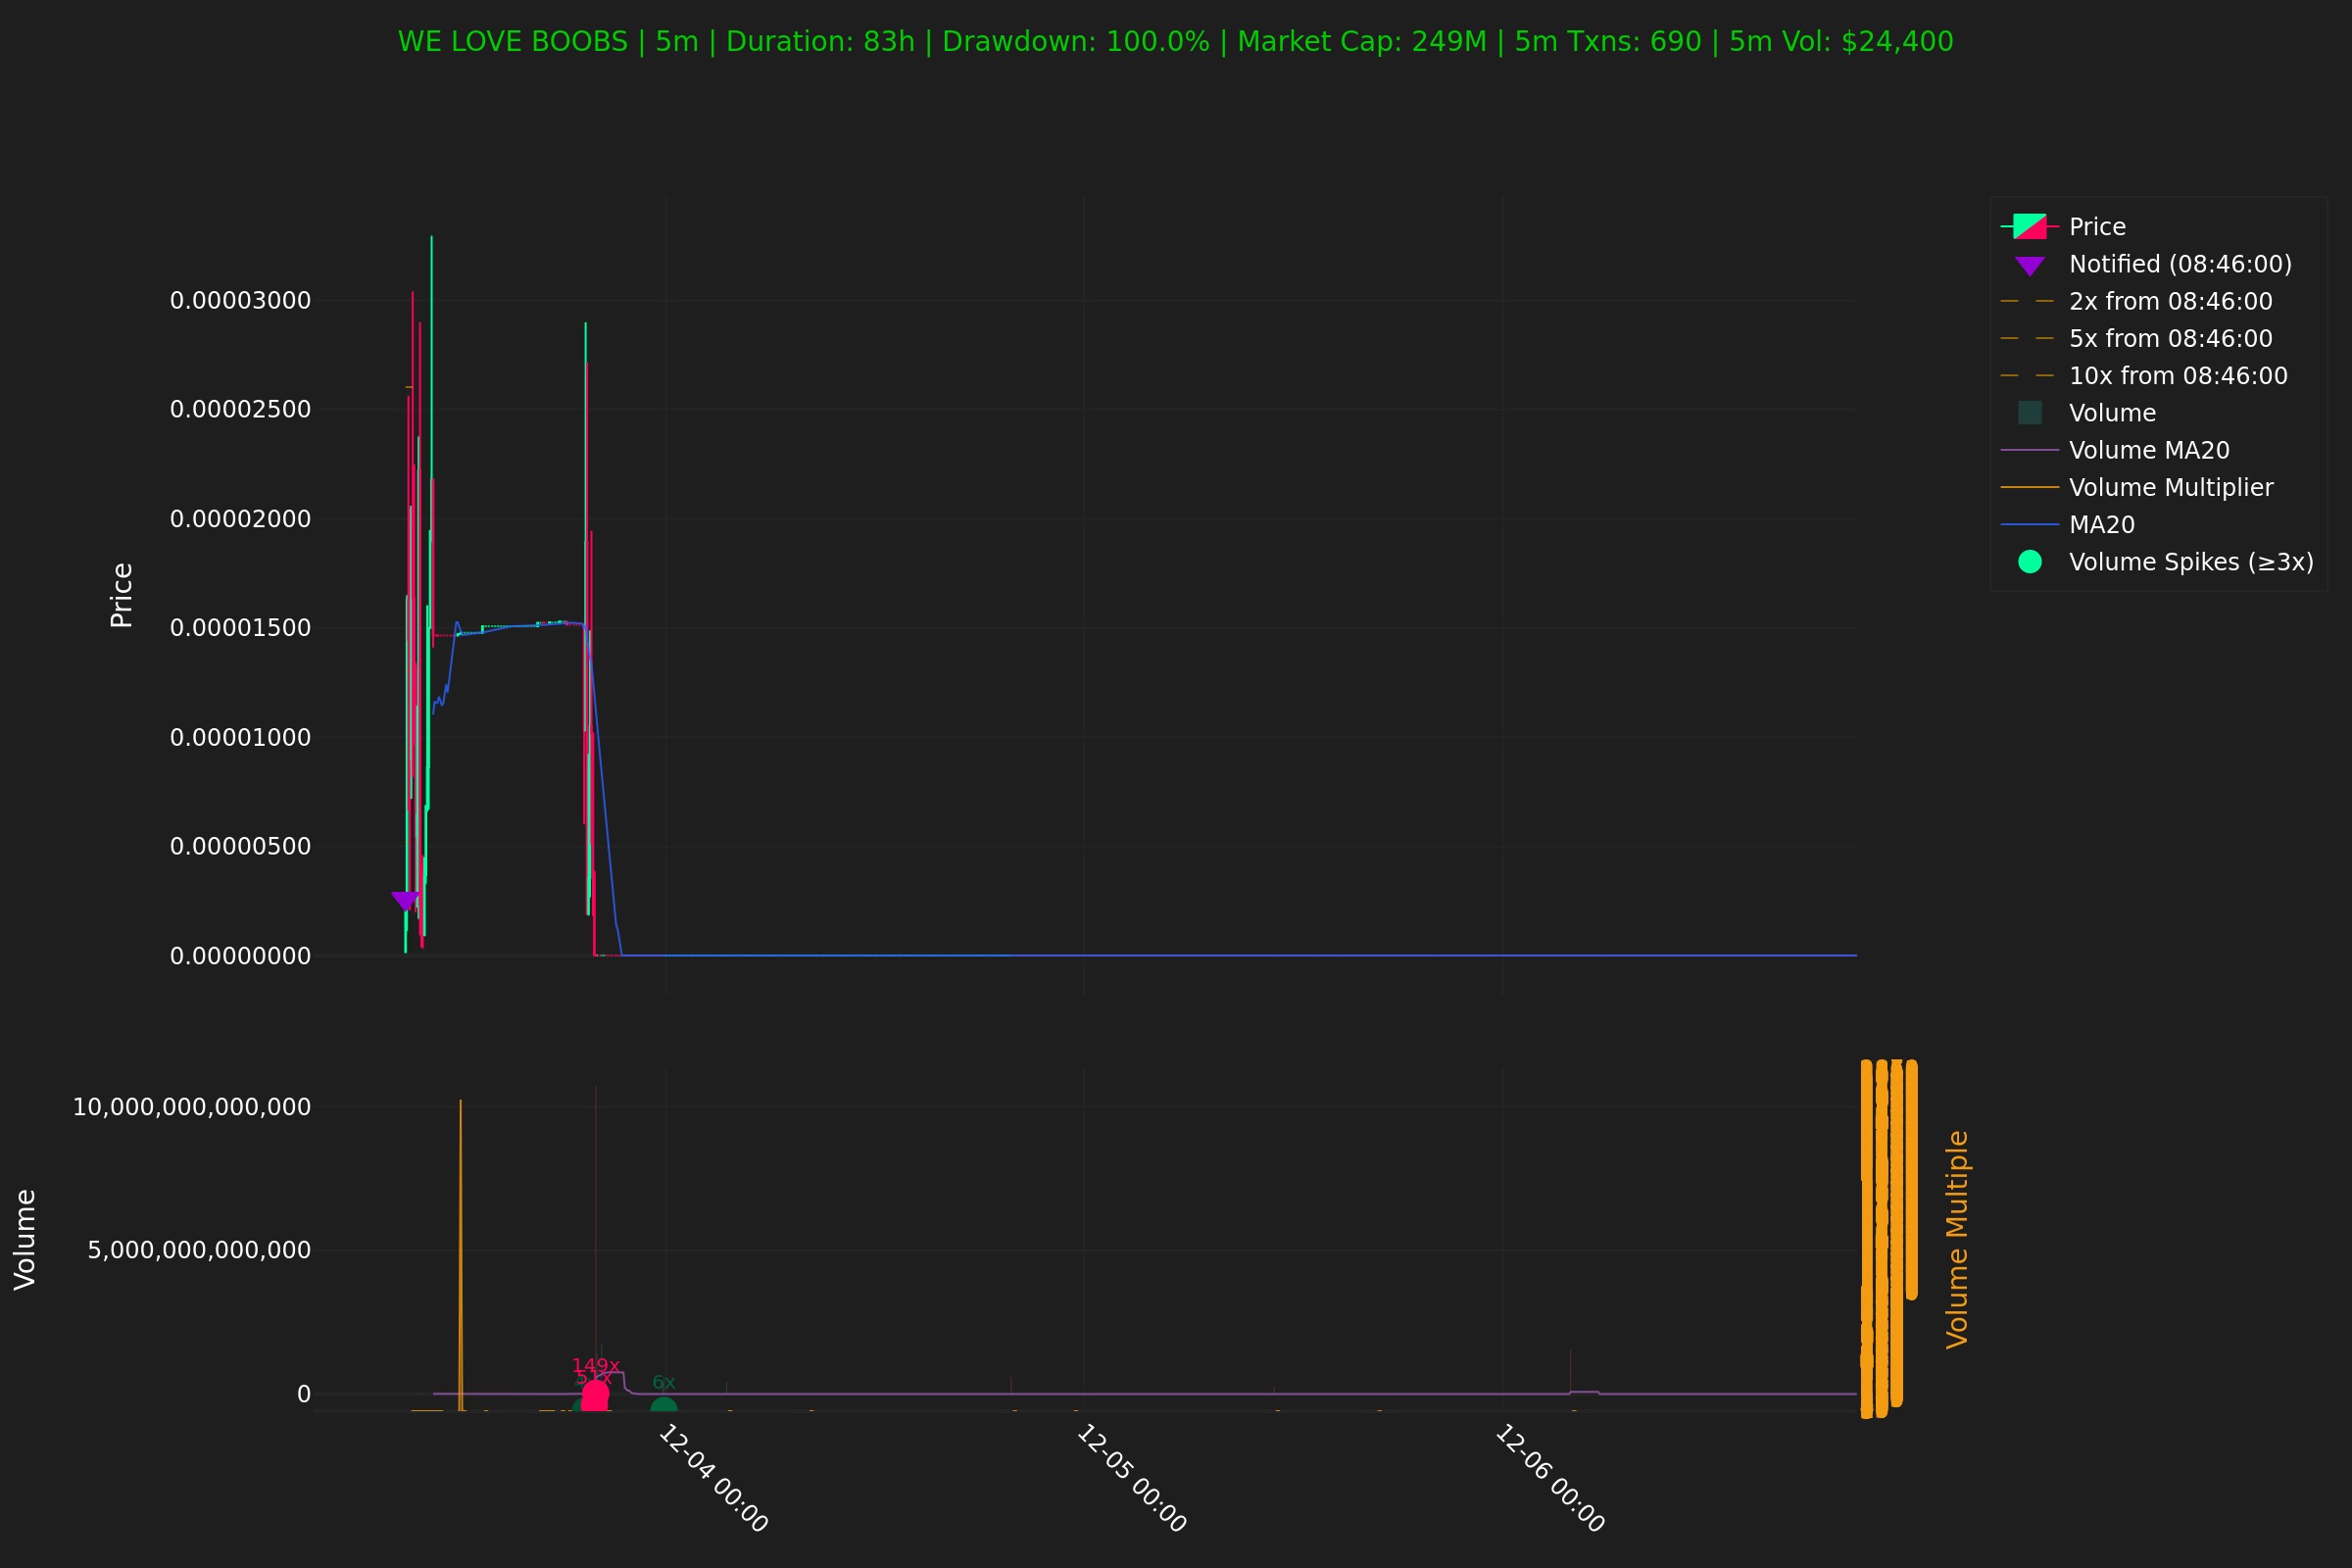 WE LOVE BOOBS | 5m | Duration: 83h | Drawdown: 100.0% | Market Cap: 249M | 5m Txns: 690 | 5m Vol: $24,400
Price
0.00003000
0.00002500
0.00002000
0.00001500
0.00001000
0.00000500
0.00000000
Price
Notified (08:46:00)
2x from 08:46:00
5x from 08:46:00
10x from 08:46:00
Volume
Volume MA20
Volume Multiplier
MA20
Volume Spikes (≥3x)
Volume
10,000,000,000,000
5,000,000,000,000
0
149x
6x
Volume Multiple
12-04 00:00
12-05 00:00
12-06 00:00